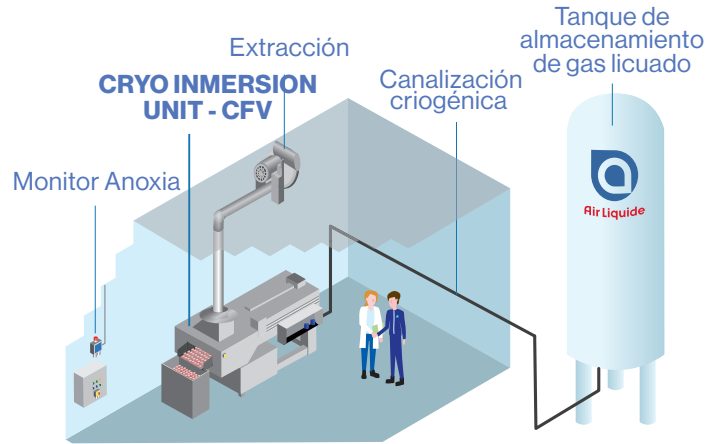 Tanque de
almacenamiento
de gas licuado
Extracción
CRYO INMERSION
UNIT - CFV
Canalización
criogénica
Monitor Anoxia
Air Liquide